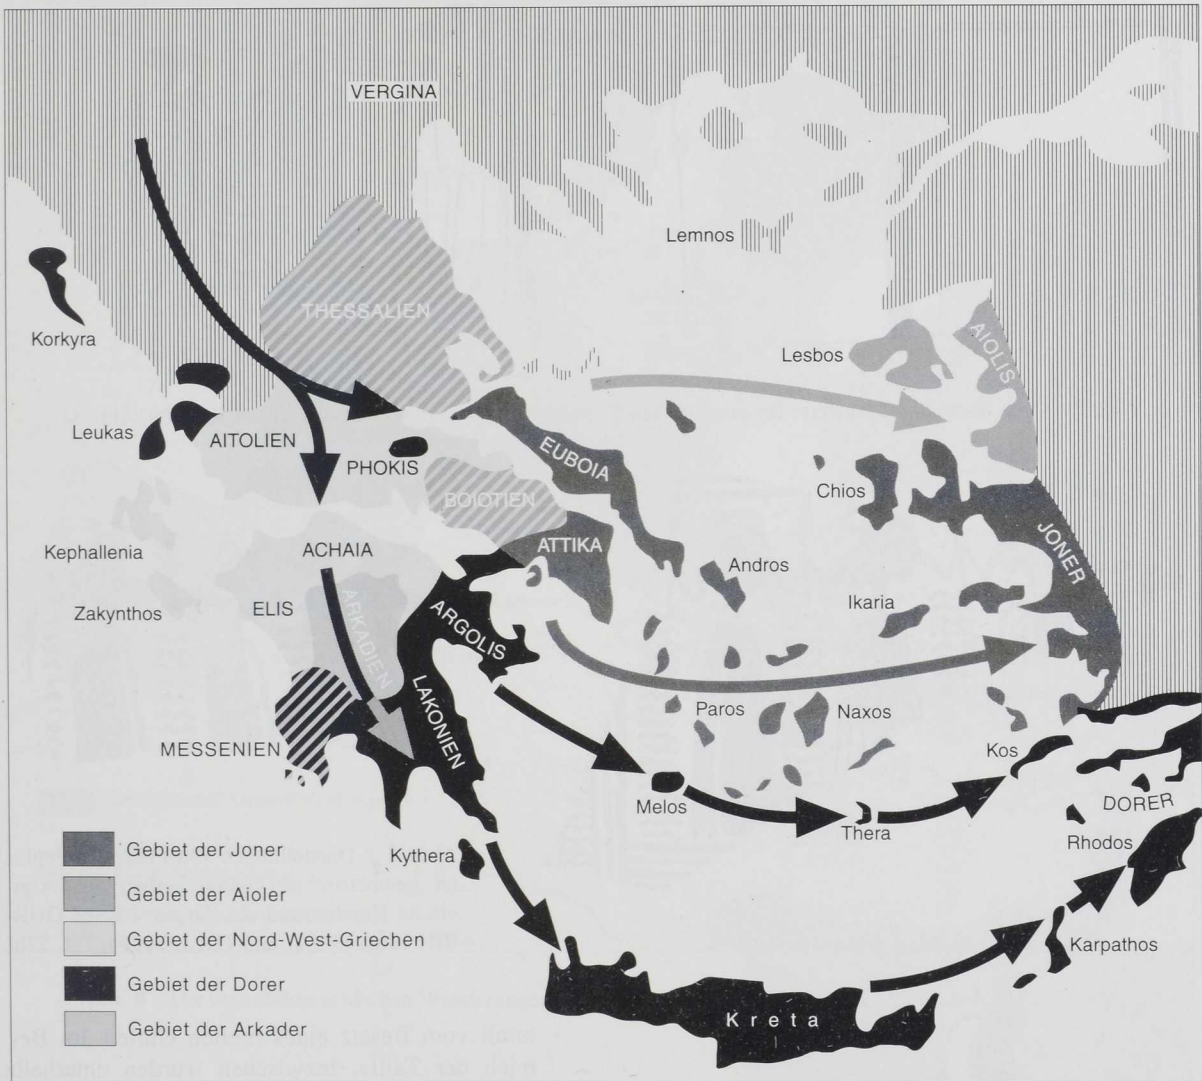 VERGINA
Lemnos
THESSALIEN
Korkyra
Lesbos
AIOLIS
Leukas
AITOLIEN
PHOKIS
EUBOIA
Chios
BOIOTIEN
ATTIKA
JONER
Kephallenia
ACHAIA
Andros
Zakynthos
ELIS
ARKADIEN
ARGOLIS
Ikaria
LAKONIEN
Paros
Naxos
MESSENIEN
Kos
Melos
Thera
DORER
Rhodos
Kythera
Karpathos
Kreta
Gebiet der Joner
Gebiet der Aioler
Gebiet der Nord-West-Griechen
Gebiet der Dorer
Gebiet der Arkader